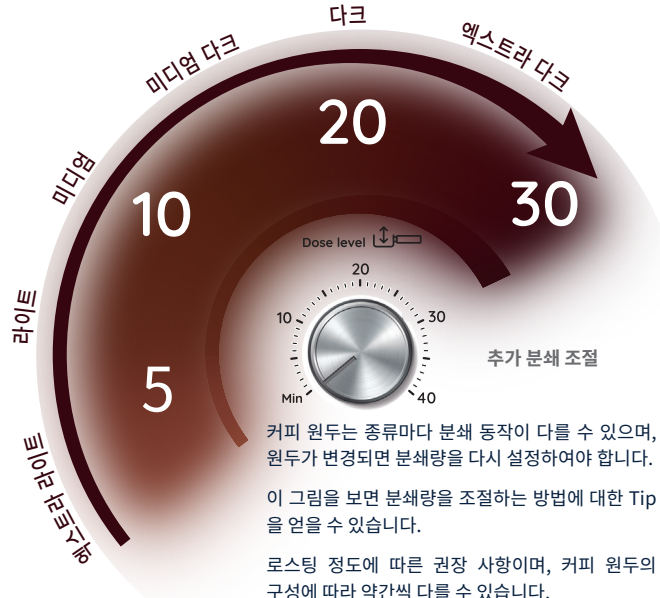 다크
미디엄 다크
엑스트라 다크
미디엄
라이트
엑스트라 라이트
20
10
30
5
Dose level
20
10
30
Min
40
추가 분쇄 조절
커피 원두는 종류마다 분쇄 동작이 다를 수 있으며,
원두가 변경되면 분쇄량을 다시 설정하여야 합니다.
이 그림을 보면 분쇄량을 조절하는 방법에 대한 Tip
을 얻을 수 있습니다.
로스팅 정도에 따른 권장 사항이며, 커피 원두의
구성에 따라 약간씩 다를 수 있습니다.